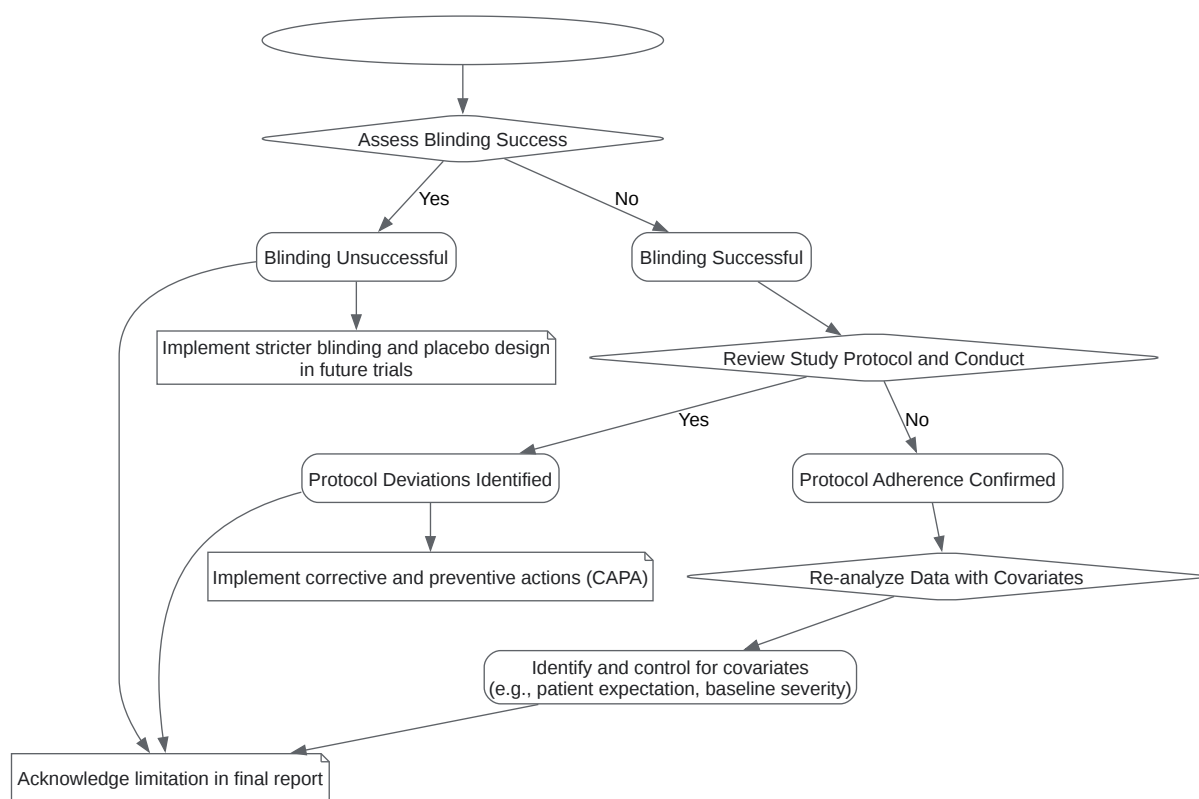 Assess Blinding Success
Yes
No
Blinding Unsuccessful
Blinding Successful
Implement stricter blinding and placebo design
in future trials
Review Study Protocol and Conduct
Yes
No
Protocol Deviations Identified
Protocol Adherence Confirmed
Implement corrective and preventive actions (CAPA)
Re-analyze Data with Covariates
Identify and control for covariates
(e.g., patient expectation, baseline severity)
Acknowledge limitation in final report